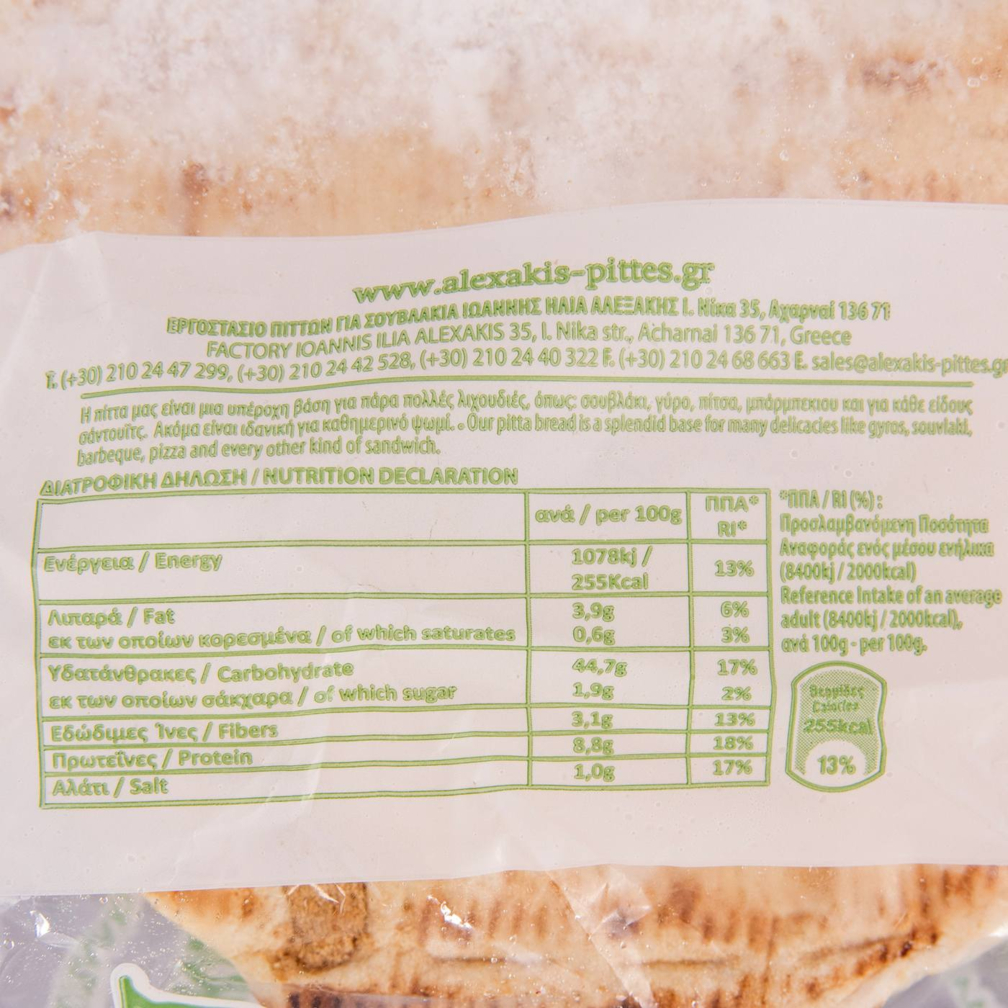 www.alexakis-pittes.gr
ΕΡΓΟΣΤΑΣΙΟ ΠΙΤΤΩΝ ΓΙΑ ΣΟΥΒΛΑΚΙΑ ΙΩΑΝΝΗΣ ΗΛΙΑ ΑΛΕΞΑΚΗΣ Ι. Νίκα 35, Αχαρναί 136 71
FACTORY IOANNIS ILIA ALEXAKIS 35, I. Nika str., Acharnai 136 71, Greece
T. (+30) 210 24 47 299, (+30) 210 24 42 528, (+30) 210 24 40 322 F. (+30) 210 24 68 663 E. sales@alexakis-pittes.gr
Η πίττα μας είναι μια υπέροχη βάση για πάρα πολλές λιχουδιές, όπως: σουβλάκι, γύρο, πίτσα, μπάρμπεκιου και για κάθε είδους
σάντουϊτς. Ακόμα είναι ιδανική για καθημερινό ψωμί. • Our pitta bread is a splendid base for many delicacies like gyros, souvlaki,
barbeque, pizza and every other kind of sandwich.
ΔΙΑΤΡΟΦΙΚΗ ΔΗΛΩΣΗ / NUTRITION DECLARATION
ανά / per 100g ΠΠΑ* RI*
Ενέργεια / Energy 1078kj / 255Kcal 13%
Λιπαρά / Fat 3,9g 6%
εκ των οποίων κορεσμένα / of which saturates 0,6g 3%
Υδατάνθρακες / Carbohydrate 44,7g 17%
εκ των οποίων σάκχαρα / of which sugar 1,9g 2%
Εδώδιμες Ίνες / Fibers 3,1g 13%
Πρωτεΐνες / Protein 8,8g 18%
Αλάτι / Salt 1,0g 17%
*ΠΠΑ / RI (%) :
Προσλαμβανόμενη Ποσότητα
Αναφοράς ενός μέσου ενήλικα
(8400kj / 2000kcal)
Reference Intake of an average
adult (8400kj / 2000kcal),
ανά 100g - per 100g.
Θερμίδες
Calories
255kcal
13%